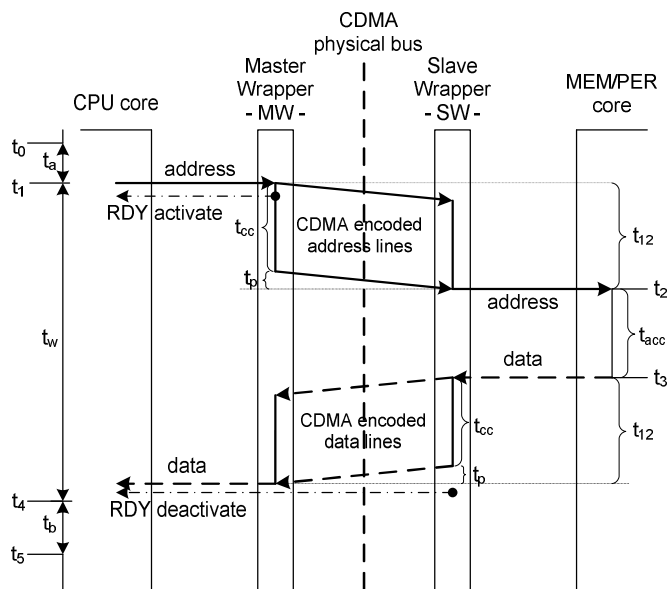 CDMA
physical bus
Master
Wrapper
- MW -
Slave
Wrapper
- SW -
CPU core
MEM/PER
core
t0
ta
t1
address
RDY activate
tcc
CDMA encoded
address lines
t12
tp
t2
address
tw
tacc
data
t3
CDMA encoded
data lines
tcc
t12
data
tp
t4
RDY deactivate
tb
t5